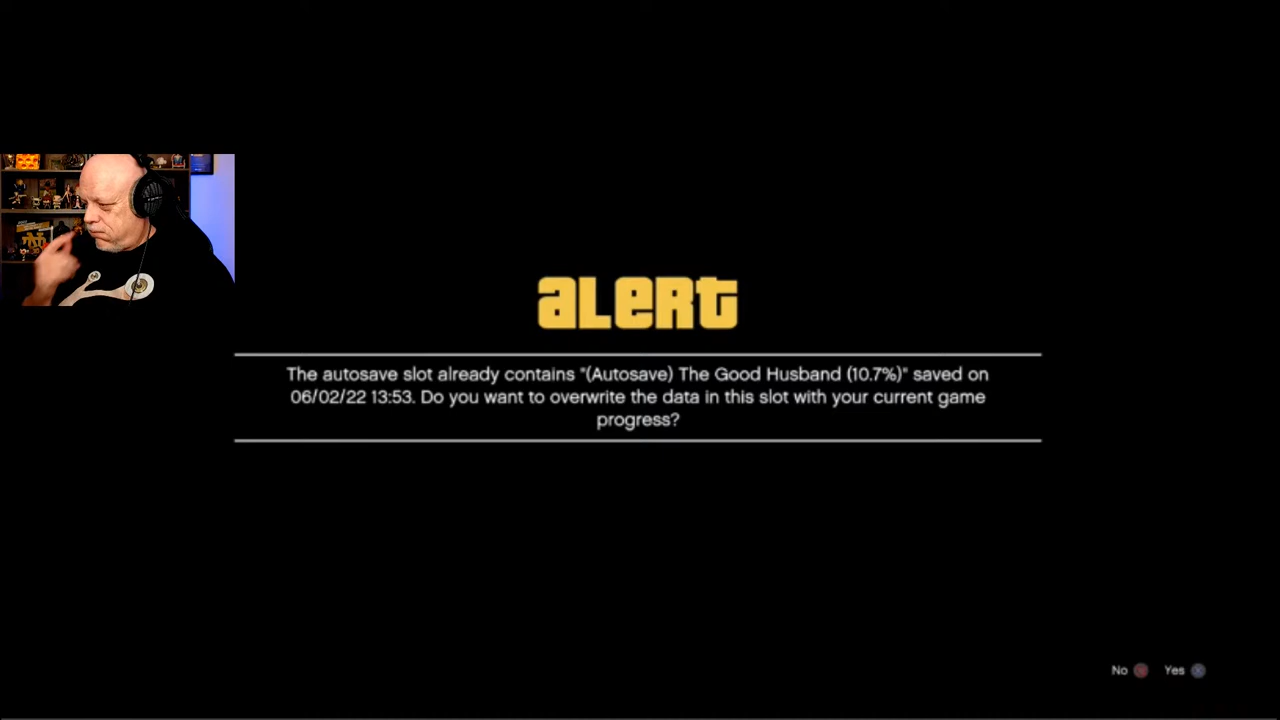 aLeRt
The autosave slot already contains "(Autosave) The Good Husband (10.7%)" saved on
06/02/22 13:53. Do you want to overwrite the data in this slot with your current game
progress?
No Yes